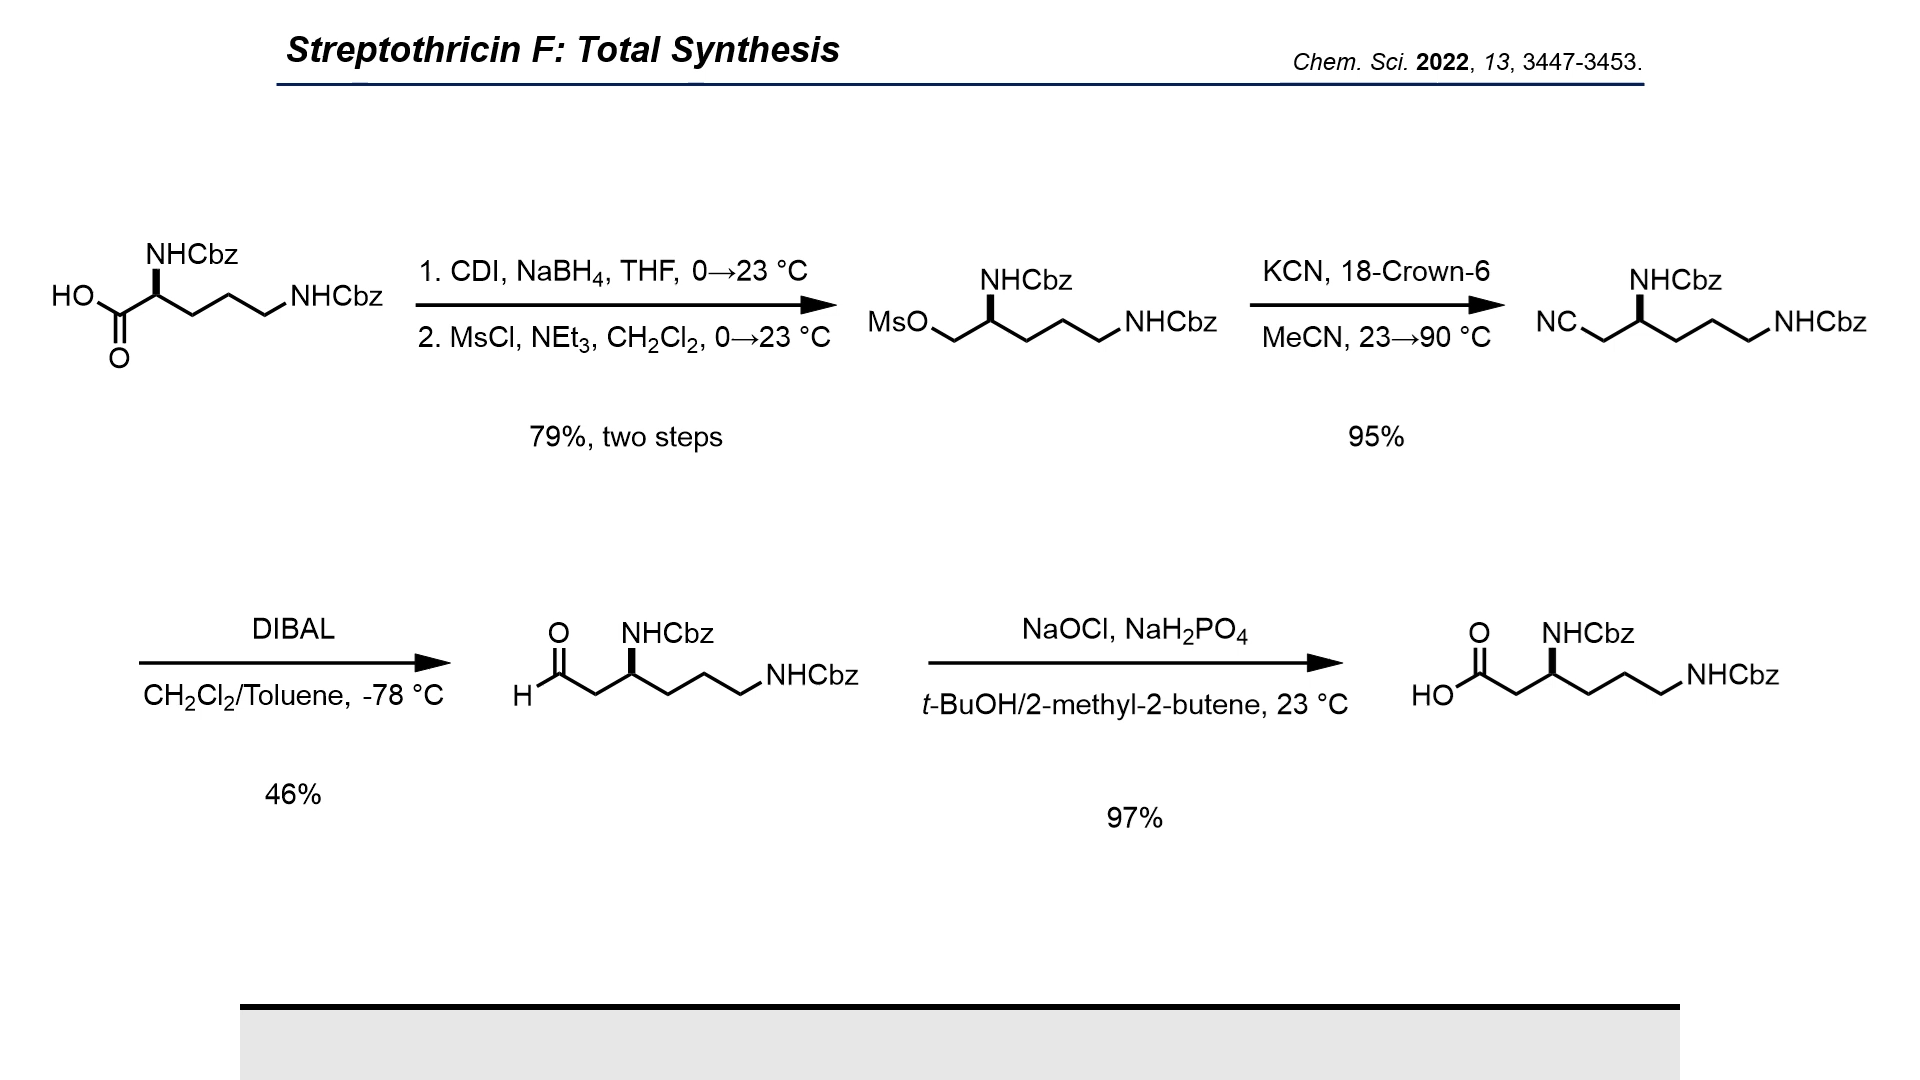 Streptothricin F: Total Synthesis
Chem. Sci. 2022, 13, 3447-3453.
NHCbz
HO
NHCbz
O
1. CDI, NaBH₄, THF, 0→23 °C
2. MsCl, NEt₃, CH₂Cl₂, 0→23 °C
79%, two steps
NHCbz
MsO
NHCbz
KCN, 18-Crown-6
MeCN, 23→90 °C
95%
NHCbz
NC
NHCbz
DIBAL
CH₂Cl₂/Toluene, -78 °C
46%
O
NHCbz
H
NHCbz
NaOCl, NaH₂PO₄
t-BuOH/2-methyl-2-butene, 23 °C
97%
O
NHCbz
HO
NHCbz